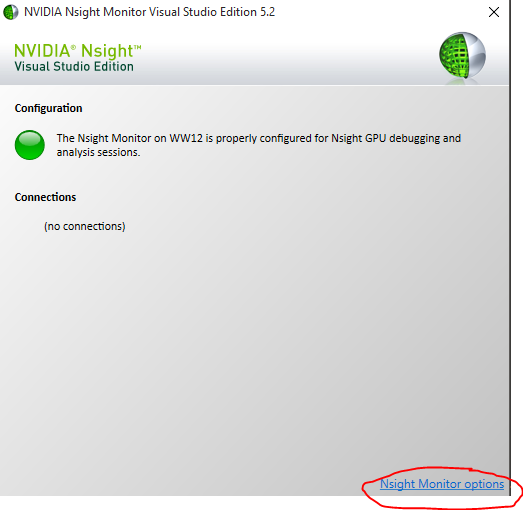 NVIDIA Nsight Monitor Visual Studio Edition 5.2
NVIDIA® Nsight™
Visual Studio Edition
Configuration
The Nsight Monitor on WW12 is properly configured for Nsight GPU debugging and
analysis sessions.
Connections
(no connections)
Nsight Monitor options